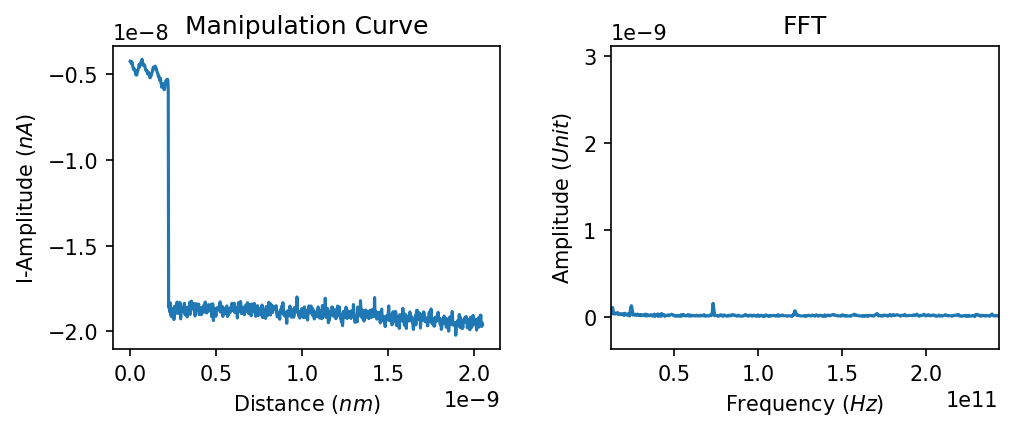 Manipulation Curve
1e−8
−0.5
−1.0
−1.5
−2.0
I-Amplitude (nA)
0.0 0.5 1.0 1.5 2.0
1e−9
Distance (nm)
FFT
1e−9
3
2
1
0
Amplitude (Unit)
0.5 1.0 1.5 2.0
1e11
Frequency (Hz)